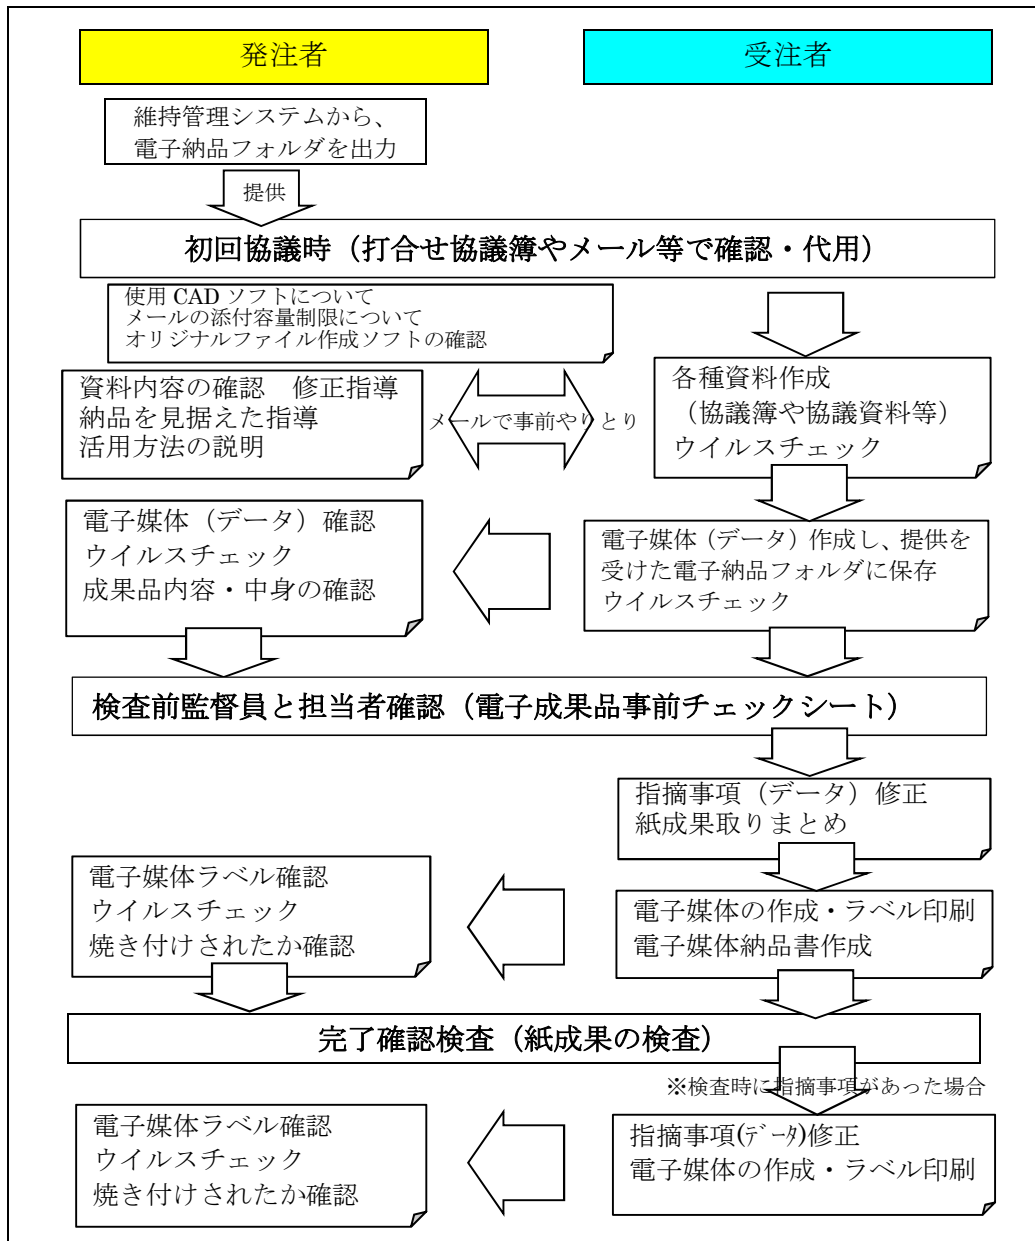 発注者
受注者
維持管理システムから、
電子納品フォルダを出力
提供
初回協議時（打合せ協議簿やメール等で確認・代用）
使用 CAD ソフトについて
メールの添付容量制限について
オリジナルファイル作成ソフトの確認
資料内容の確認　修正指導
納品を見据えた指導
活用方法の説明
メールで事前やりとり
各種資料作成
（協議簿や協議資料等）
ウイルスチェック
電子媒体（データ）確認
ウイルスチェック
成果品内容・中身の確認
電子媒体（データ）作成し、提供を
受けた電子納品フォルダに保存
ウイルスチェック
検査前監督員と担当者確認（電子成果品事前チェックシート）
指摘事項（データ）修正
紙成果取りまとめ
電子媒体ラベル確認
ウイルスチェック
焼き付けされたか確認
電子媒体の作成・ラベル印刷
電子媒体納品書作成
完了確認検査（紙成果の検査）
※検査時に指摘事項があった場合
電子媒体ラベル確認
ウイルスチェック
焼き付けされたか確認
指摘事項(ﾃﾞｰﾀ)修正
電子媒体の作成・ラベル印刷